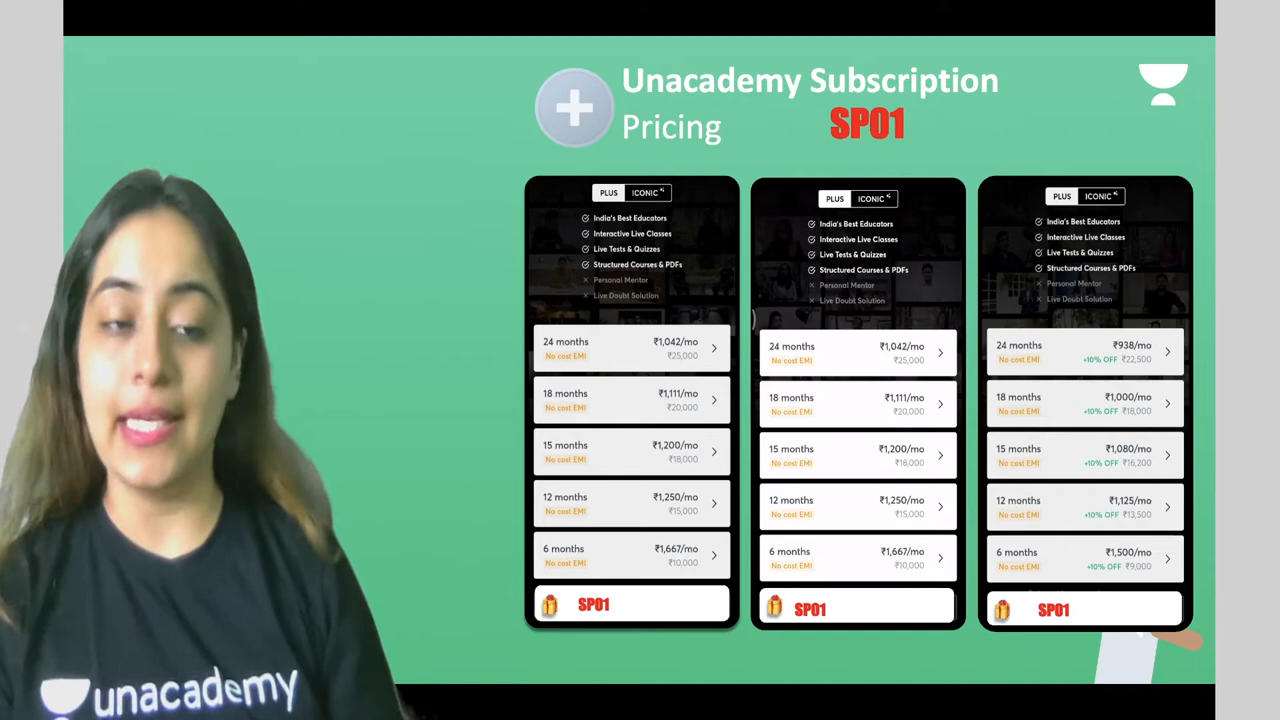 Unacademy Subscription
Pricing
SP01
PLUS ICONIC
India's Best Educators
Interactive Live Classes
Live Tests & Quizzes
Structured Courses & PDFs
Personal Mentor
Live Doubt Solution
24 months ₹1,042/mo
No cost EMI ₹25,000
18 months ₹1,111/mo
No cost EMI ₹20,000
15 months ₹1,200/mo
No cost EMI ₹18,000
12 months ₹1,250/mo
No cost EMI ₹15,000
6 months ₹1,667/mo
No cost EMI ₹10,000
SP01
PLUS ICONIC
India's Best Educators
Interactive Live Classes
Live Tests & Quizzes
Structured Courses & PDFs
Personal Mentor
Live Doubt Solution
24 months ₹1,042/mo
No cost EMI ₹25,000
18 months ₹1,111/mo
No cost EMI ₹20,000
15 months ₹1,200/mo
No cost EMI ₹18,000
12 months ₹1,250/mo
No cost EMI ₹15,000
6 months ₹1,667/mo
No cost EMI ₹10,000
SP01
PLUS ICONIC
India's Best Educators
Interactive Live Classes
Live Tests & Quizzes
Structured Courses & PDFs
Personal Mentor
Live Doubt Solution
24 months ₹938/mo
No cost EMI +10% OFF ₹22,500
18 months ₹1,000/mo
No cost EMI +10% OFF ₹18,000
15 months ₹1,080/mo
No cost EMI +10% OFF ₹16,200
12 months ₹1,125/mo
No cost EMI +10% OFF ₹13,500
6 months ₹1,500/mo
No cost EMI +10% OFF ₹9,000
SP01
unacademy